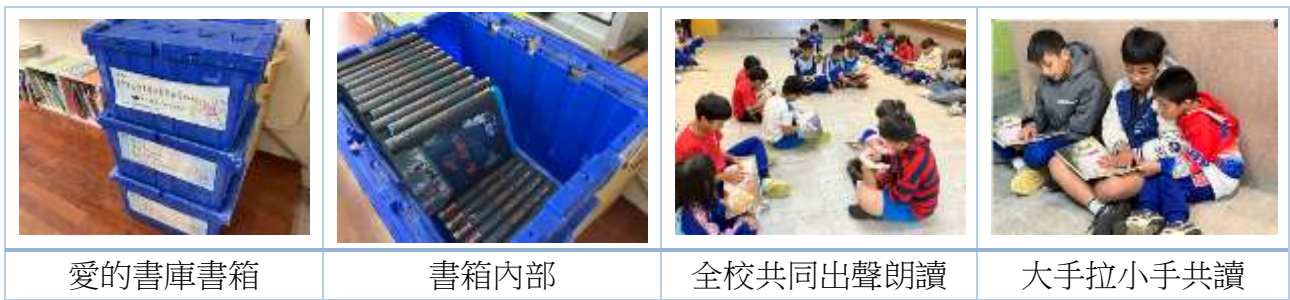 愛的書庫書箱
書箱內部
全校共同出聲朗讀
大手拉小手共讀